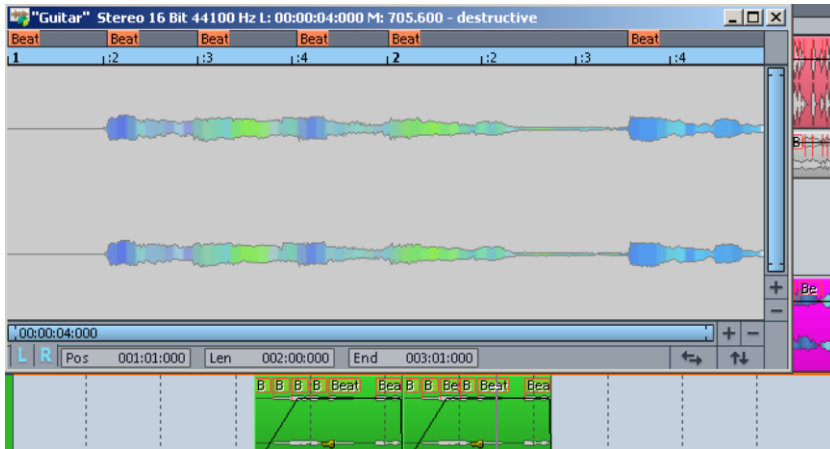 "Guitar" Stereo 16 Bit 44100 Hz L: 00:00:04:000 M: 705.600 - destructive
Beat Beat Beat Beat Beat Beat
1 :2 :3 :4 2 :2 :3 :4
B
Be
00:00:04:000
L R Pos 001:01:000 Len 002:00:000 End 003:01:000
B B B B Beat Bea B B Be B Beat Bea